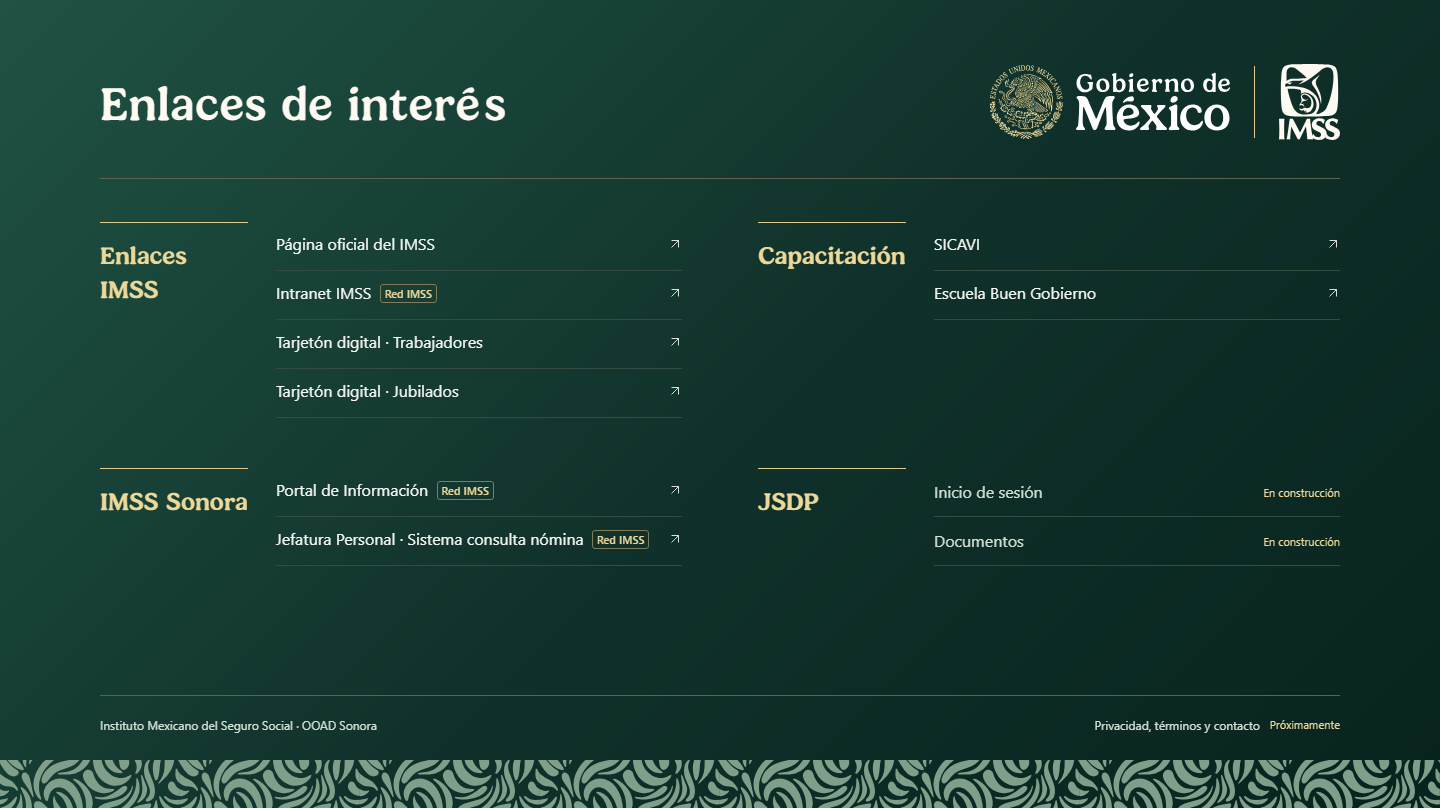 Enlaces de interés
ESTADOS UNIDOS MEXICANOS
Gobierno de
México
IMSS
Enlaces
IMSS
Página oficial del IMSS
Intranet IMSS Red IMSS
Tarjetón digital · Trabajadores
Tarjetón digital · Jubilados
Capacitación
SICAVI
Escuela Buen Gobierno
IMSS Sonora
Portal de Información Red IMSS
Jefatura Personal · Sistema consulta nómina Red IMSS
JSDP
Inicio de sesión En construcción
Documentos En construcción
Instituto Mexicano del Seguro Social · OOAD Sonora
Privacidad, términos y contacto Próximamente